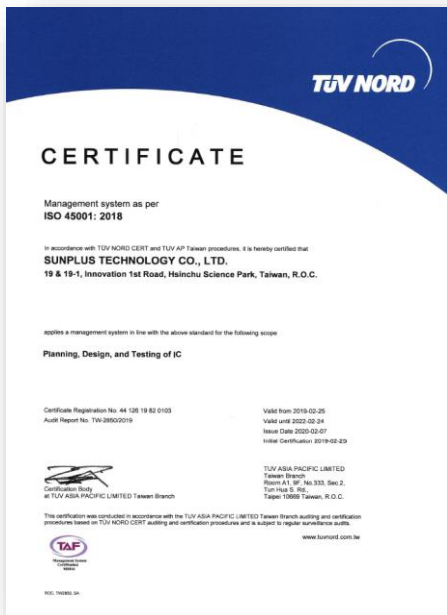 TÜV NORD
CERTIFICATE
Management system as per
ISO 45001: 2018
In accordance with TÜV NORD CERT and TUV AP Taiwan procedures, it is hereby certified that
SUNPLUS TECHNOLOGY CO., LTD.
19 & 19-1, Innovation 1st Road, Hsinchu Science Park, Taiwan, R.O.C.
applies a management system in line with the above standard for the following scope
Planning, Design, and Testing of IC
Certificate Registration No. 44 126 19 82 0103
Audit Report No. TW-2850/2019
Valid from 2019-02-25
Valid until 2022-02-24
Issue Date 2020-02-07
Initial Certification
Certification Body
at TUV ASIA PACIFIC LIMITED Taiwan Branch
TUV ASIA PACIFIC LIMITED
Taiwan Branch
Room A1, 9F, No.333, Sec.2,
Tun Hua S. Rd.,
Taipei 10669 Taiwan, R.O.C.
This certification was conducted in accordance with the TUV ASIA PACIFIC LIMITED Taiwan Branch auditing and certification
procedures based on TÜV NORD CERT auditing and certification procedures and is subject to regular surveillance audits.
www.tuvnord.com.tw
TAF
Management System
Certification